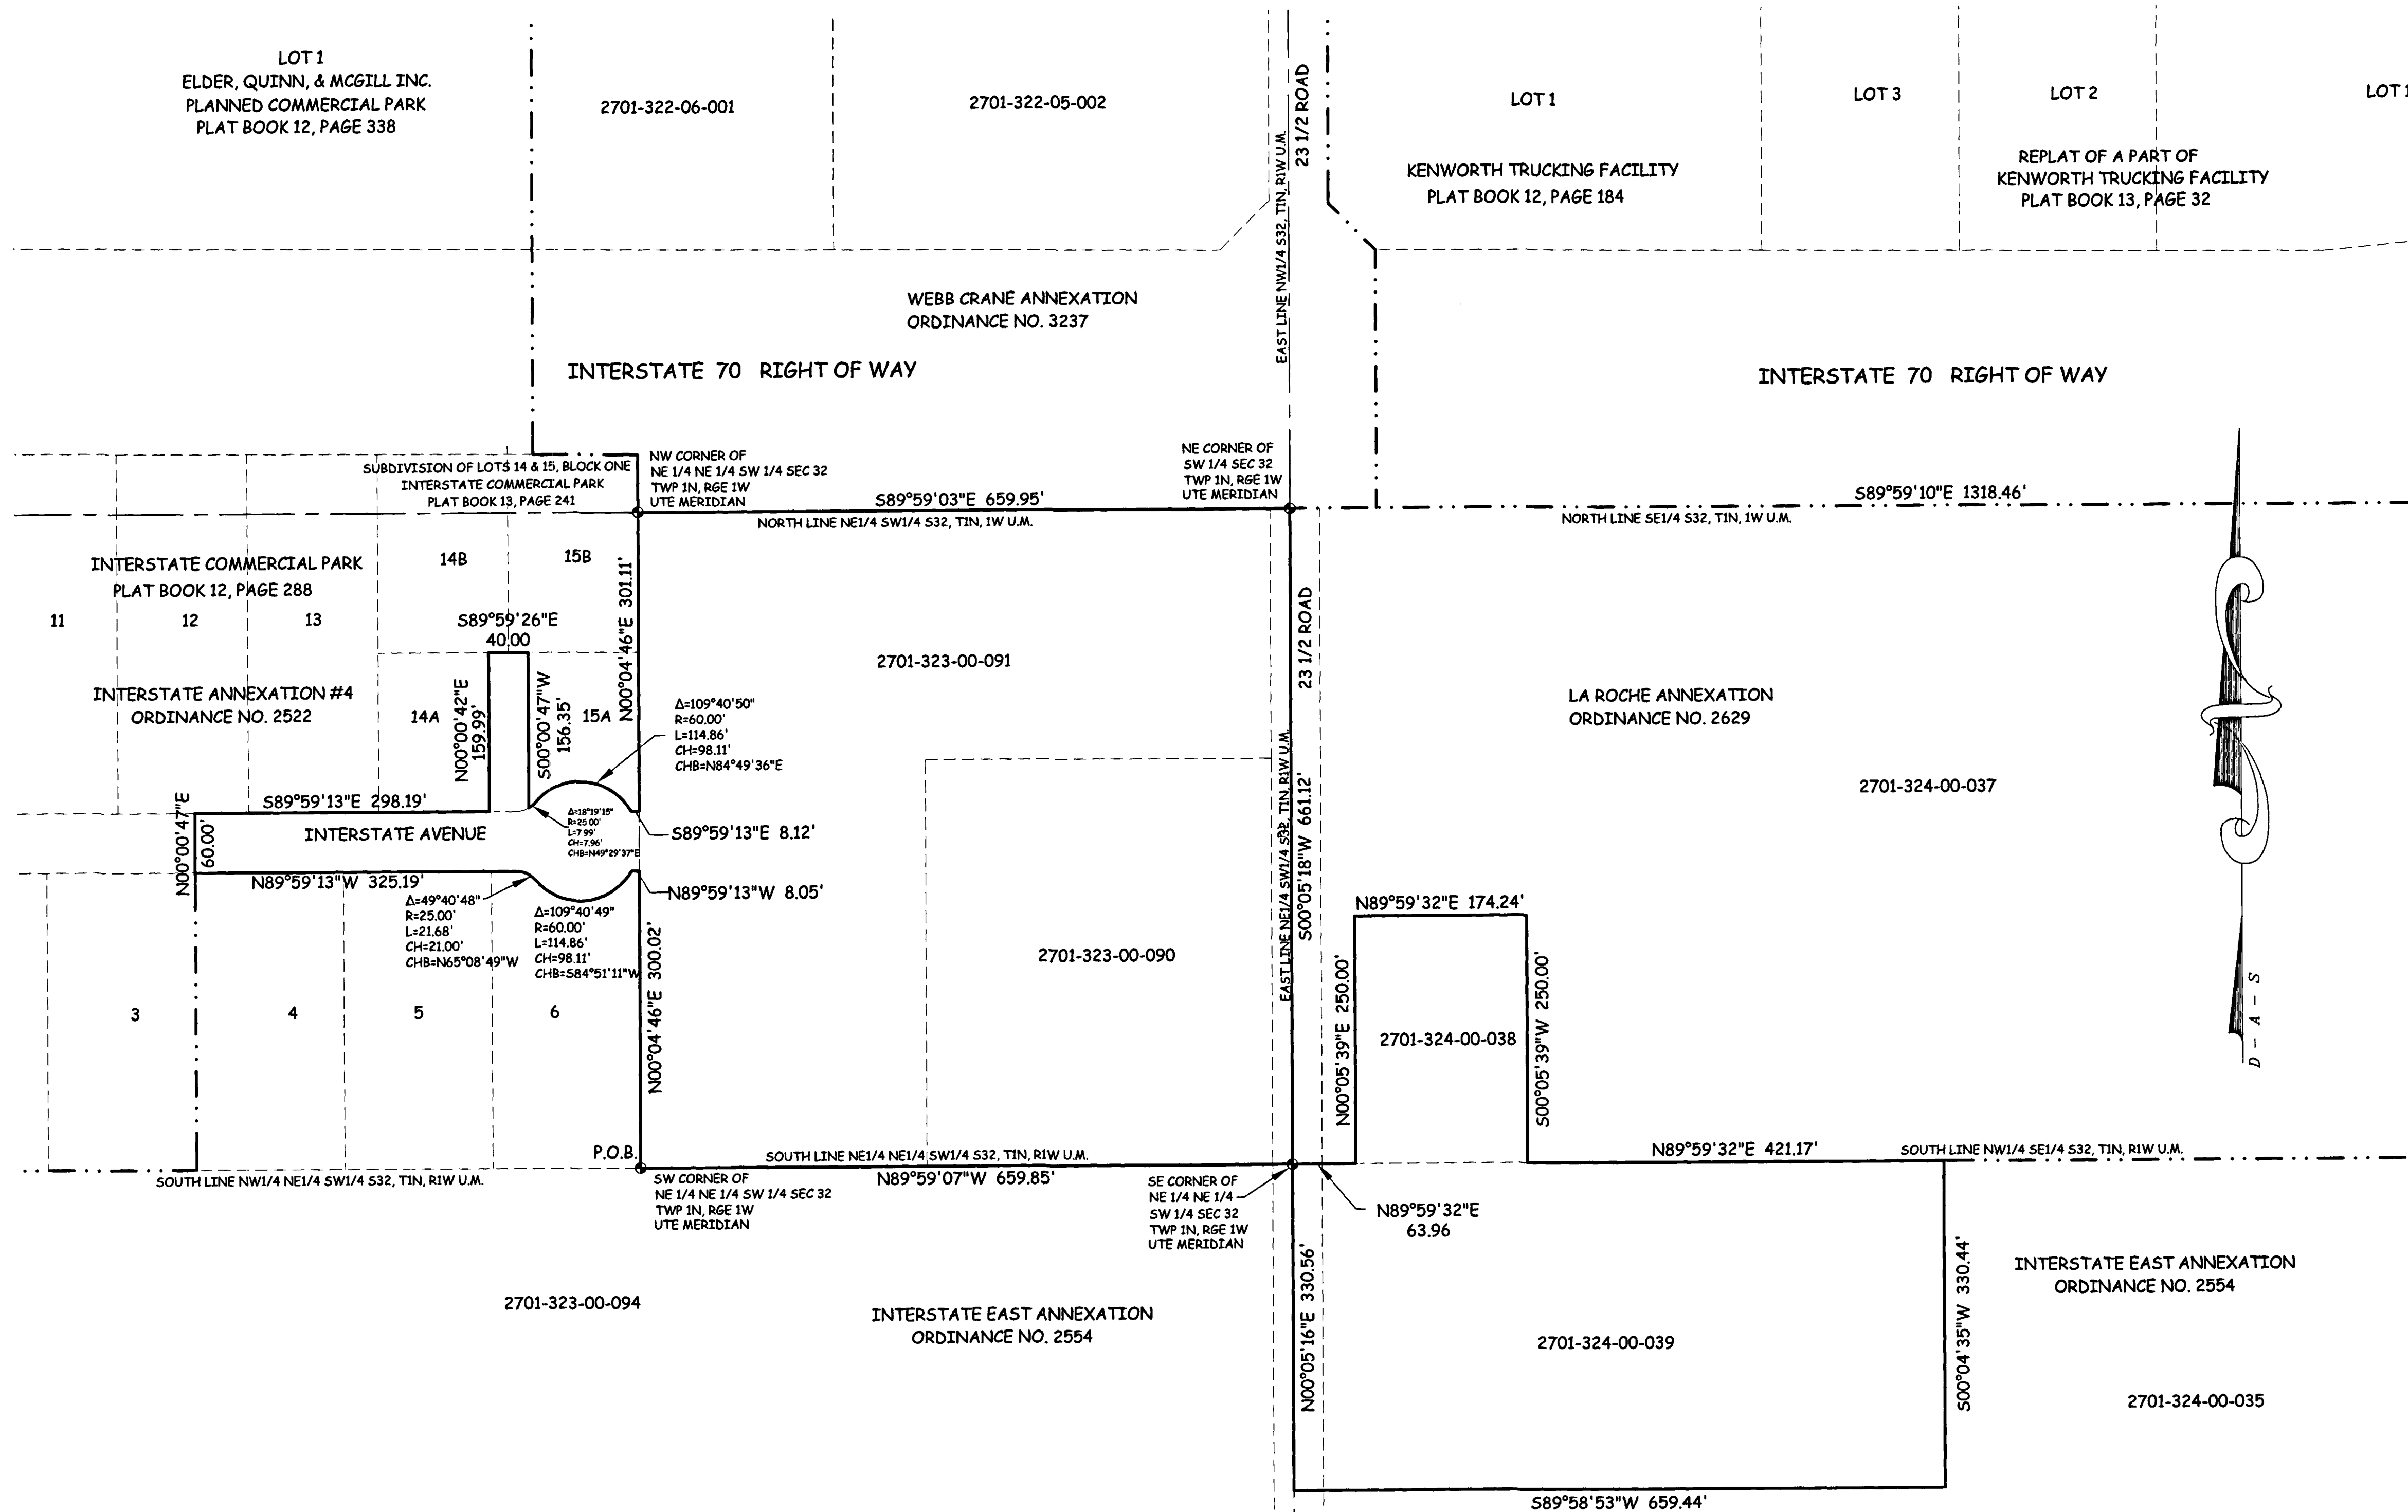 LOT 1
ELDER, QUINN, & MCGILL INC.
PLANNED COMMERCIAL PARK
PLAT BOOK 12, PAGE 338
2701-322-06-001
2701-322-05-002
23 1/2 ROAD
EAST LINE NW1/4 S32, T1N, R1W U.M.
LOT 1
KENWORTH TRUCKING FACILITY
PLAT BOOK 12, PAGE 184
LOT 3
LOT 2
LOT 1
REPLAT OF A PART OF
KENWORTH TRUCKING FACILITY
PLAT BOOK 13, PAGE 32
WEBB CRANE ANNEXATION
ORDINANCE NO. 3237
INTERSTATE 70 RIGHT OF WAY
INTERSTATE 70 RIGHT OF WAY
SUBDIVISION OF LOTS 14 & 15, BLOCK ONE
INTERSTATE COMMERCIAL PARK
PLAT BOOK 13, PAGE 241
NW CORNER OF
NE 1/4 NE 1/4 SW 1/4 SEC 32
TWP 1N, RGE 1W
UTE MERIDIAN
NE CORNER OF
SW 1/4 SEC 32
TWP 1N, RGE 1W
UTE MERIDIAN
S89°59'03"E 659.95'
NORTH LINE NE1/4 SW1/4 S32, T1N, 1W U.M.
S89°59'10"E 1318.46'
NORTH LINE SE1/4 S32, T1N, 1W U.M.
INTERSTATE COMMERCIAL PARK
PLAT BOOK 12, PAGE 288
14B
15B
11
12
13
S89°59'26"E
40.00
N00°04'46"E 301.11'
INTERSTATE ANNEXATION #4
ORDINANCE NO. 2522
14A
N00°00'42"E
159.99'
S00°00'47"W
156.35'
15A
Δ=109°40'50"
R=60.00'
L=114.86'
CH=98.11'
CHB=N84°49'36"E
2701-323-00-091
23 1/2 ROAD
LA ROCHE ANNEXATION
ORDINANCE NO. 2629
2701-324-00-037
N00°00'47"E
60.00'
S89°59'13"E 298.19'
INTERSTATE AVENUE
Δ=18°19'15"
R=25.00'
L=7.99'
CH=7.96'
CHB=N49°29'37"E
S89°59'13"E 8.12'
N89°59'13"W 325.19'
N89°59'13"W 8.05'
Δ=49°40'48"
R=25.00'
L=21.68'
CH=21.00'
CHB=N65°08'49"W
Δ=109°40'49"
R=60.00'
L=114.86'
CH=98.11'
CHB=S84°51'11"W
EAST LINE NE1/4 SW1/4 S32, T1N, R1W U.M.
S00°05'18"W 661.12'
N89°59'32"E 174.24'
2701-323-00-090
N00°04'46"E 300.02'
3
4
5
6
N00°05'39"E 250.00'
2701-324-00-038
S00°05'39"W 250.00'
D - A - S
P.O.B.
SOUTH LINE NW1/4 NE1/4 SW1/4 S32, T1N, R1W U.M.
SOUTH LINE NE1/4 NE1/4 SW1/4 S32, T1N, R1W U.M.
N89°59'07"W 659.85'
N89°59'32"E 421.17'
SOUTH LINE NW1/4 SE1/4 S32, T1N, R1W U.M.
SW CORNER OF
NE 1/4 NE 1/4 SW 1/4 SEC 32
TWP 1N, RGE 1W
UTE MERIDIAN
SE CORNER OF
NE 1/4 NE 1/4
SW 1/4 SEC 32
TWP 1N, RGE 1W
UTE MERIDIAN
N89°59'32"E
63.96
2701-323-00-094
INTERSTATE EAST ANNEXATION
ORDINANCE NO. 2554
N00°05'16"E 330.56'
2701-324-00-039
S00°04'35"W 330.44'
INTERSTATE EAST ANNEXATION
ORDINANCE NO. 2554
2701-324-00-035
S89°58'53"W 659.44'